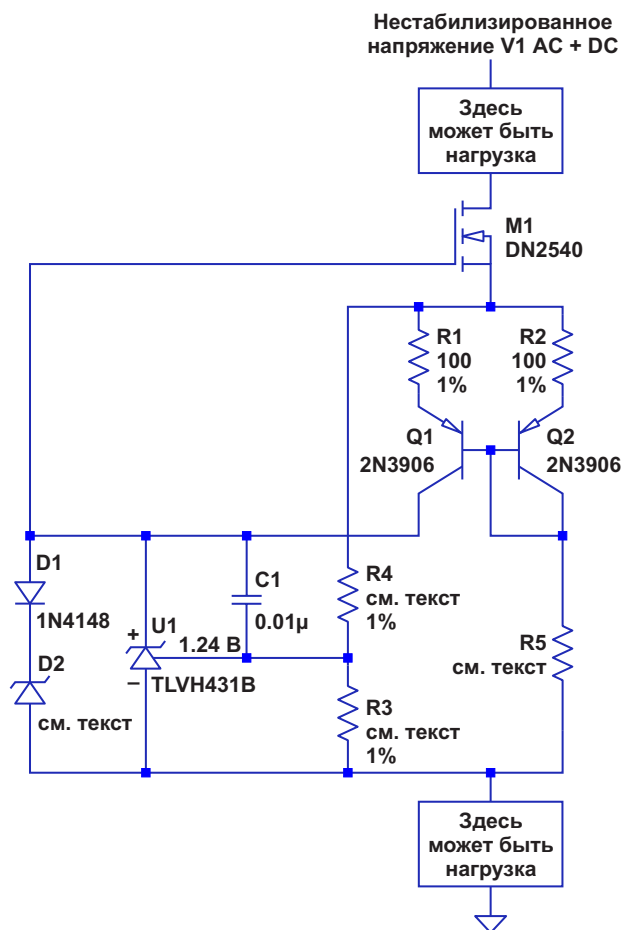 Нестабилизированное
напряжение V1 AC + DC
Здесь
может быть
нагрузка
M1
DN2540
R1
100
1%
R2
100
1%
Q1
2N3906
Q2
2N3906
D1
1N4148
D2
см. текст
U1
+
1.24 В
–
TLVH431B
C1
0.01µ
R4
см. текст
1%
R3
см. текст
1%
R5
см. текст
Здесь
может быть
нагрузка